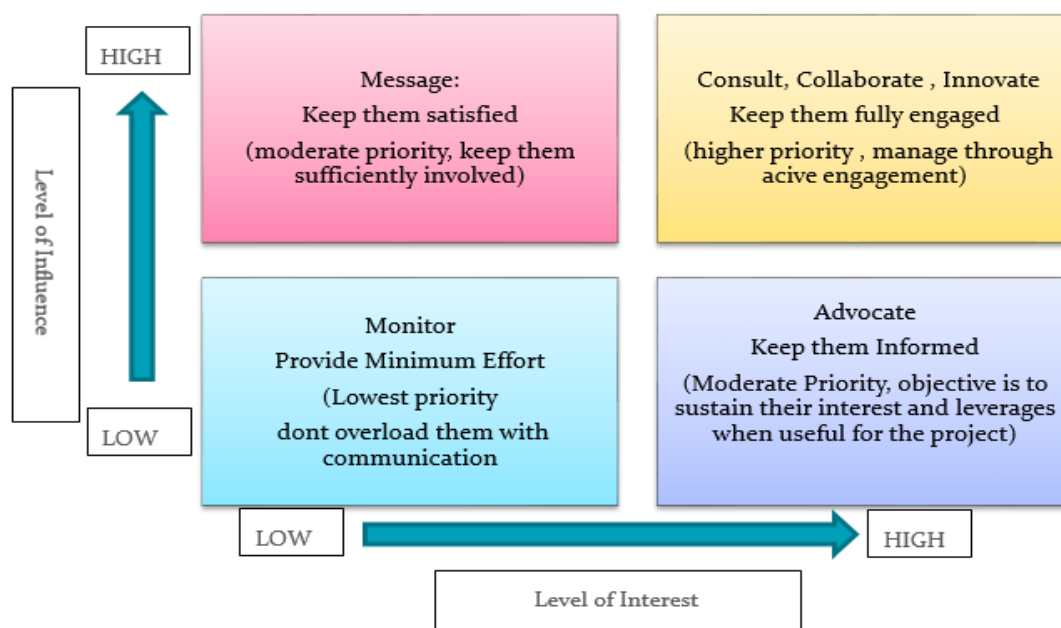 HIGH
Level of Influence
LOW
Message:
Keep them satisfied
(moderate priority, keep them
sufficiently involved)
Consult, Collaborate , Innovate
Keep them fully engaged
(higher priority , manage through
acive engagement)
Monitor
Provide Minimum Effort
(Lowest priority
dont overload them with
communication
Advocate
Keep them Informed
(Moderate Priority, objective is to
sustain their interest and leverages
when useful for the project)
LOW
HIGH
Level of Interest